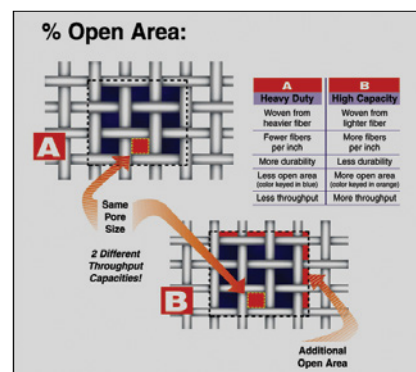 % Open Area:
A
B
Heavy Duty
High Capacity
Woven from
heavier fiber
Woven from
lighter fiber
Fewer fibers
per inch
More fibers
per inch
More durability
Less durability
Less open area
(color keyed in blue)
More open area
(color keyed in orange)
Less throughput
More throughput
A
Same
Pore
Size
2 Different
Throughput
Capacities!
B
Additional
Open Area